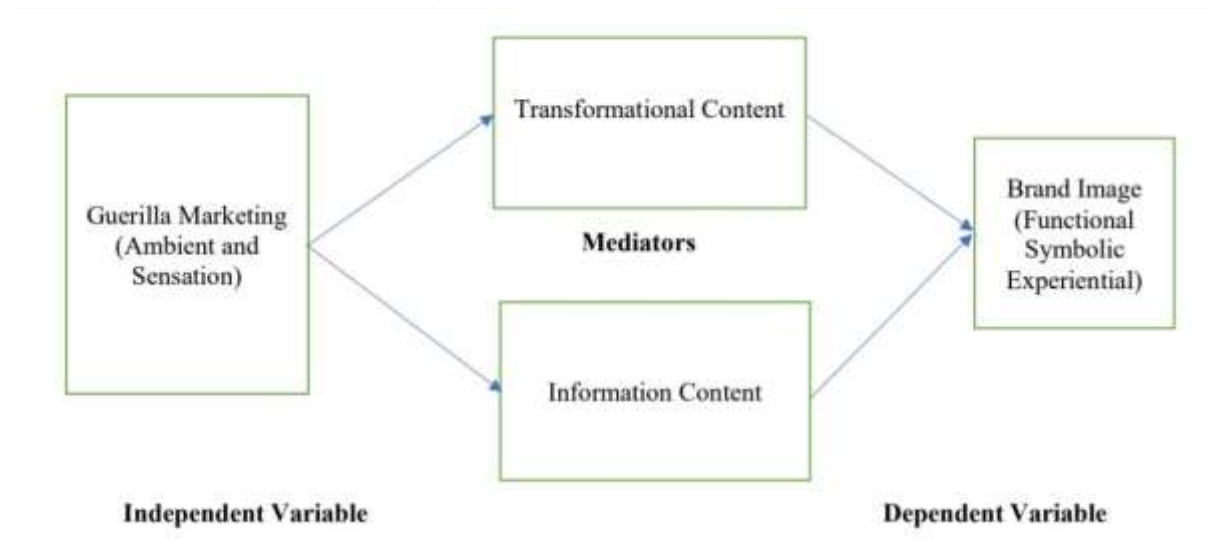 Transformational Content
Guerilla Marketing
(Ambient and
Sensation)
Mediators
Brand Image
(Functional
Symbolic
Experiential)
Information Content
Independent Variable
Dependent Variable